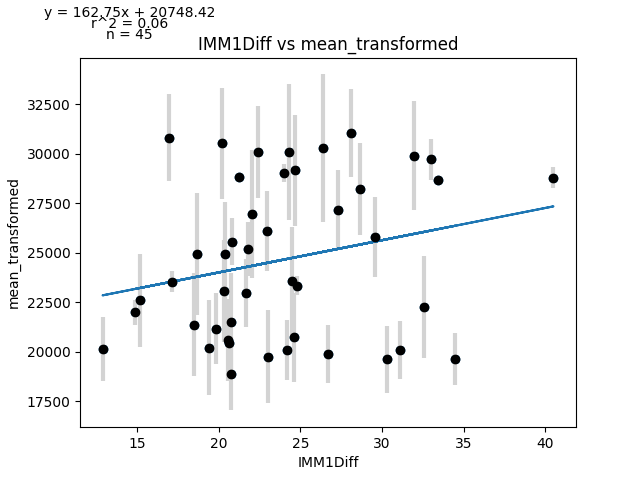 y = 162.75x + 20748.42
r^2 = 0.06
n = 45
IMM1Diff vs mean_transformed
32500
30000
27500
25000
22500
20000
17500
mean_transformed
15 20 25 30 35 40
IMM1Diff